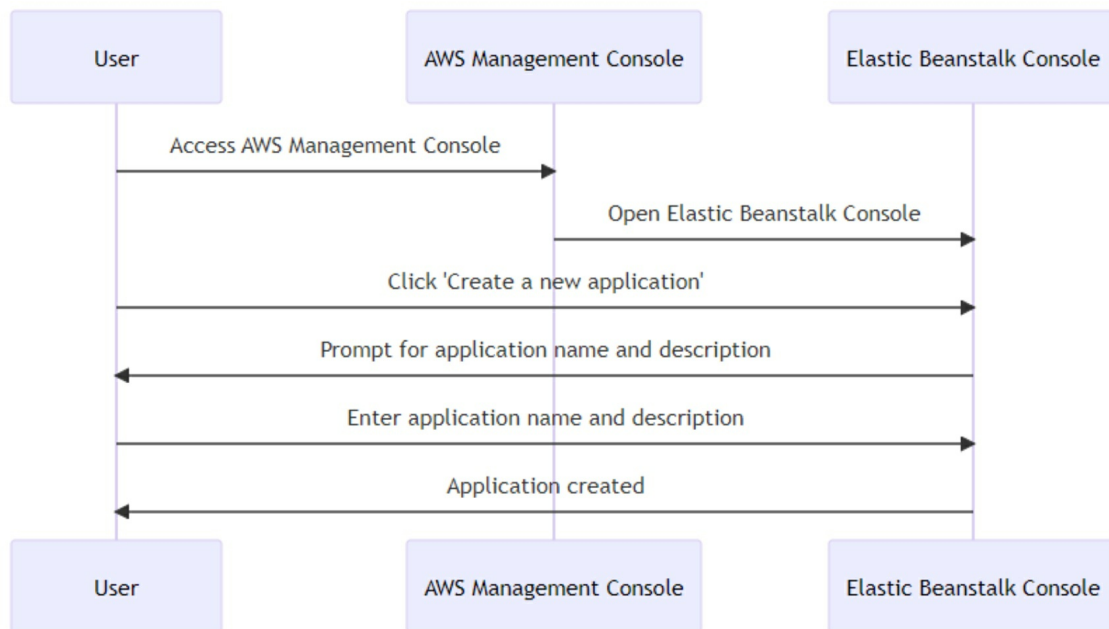 User
AWS Management Console
Elastic Beanstalk Console
Access AWS Management Console
Open Elastic Beanstalk Console
Click 'Create a new application'
Prompt for application name and description
Enter application name and description
Application created
User
AWS Management Console
Elastic Beanstalk Console